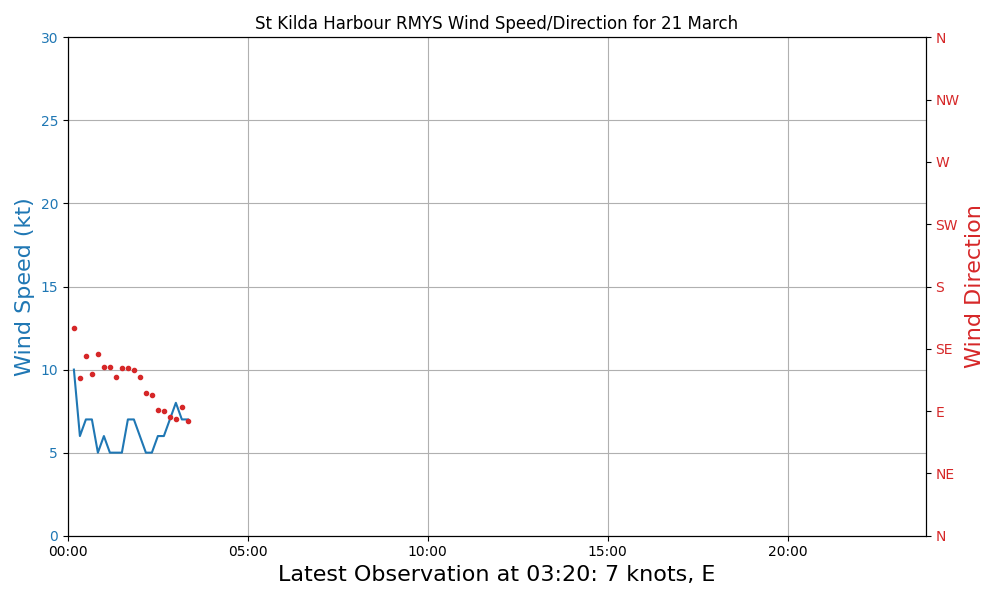 St Kilda Harbour RMYS Wind Speed/Direction for 21 March
30
25
20
15
10
5
0
Wind Speed (kt)
N
NW
W
SW
S
SE
E
NE
N
Wind Direction
00:00 05:00 10:00 15:00 20:00
Latest Observation at 03:20: 7 knots, E